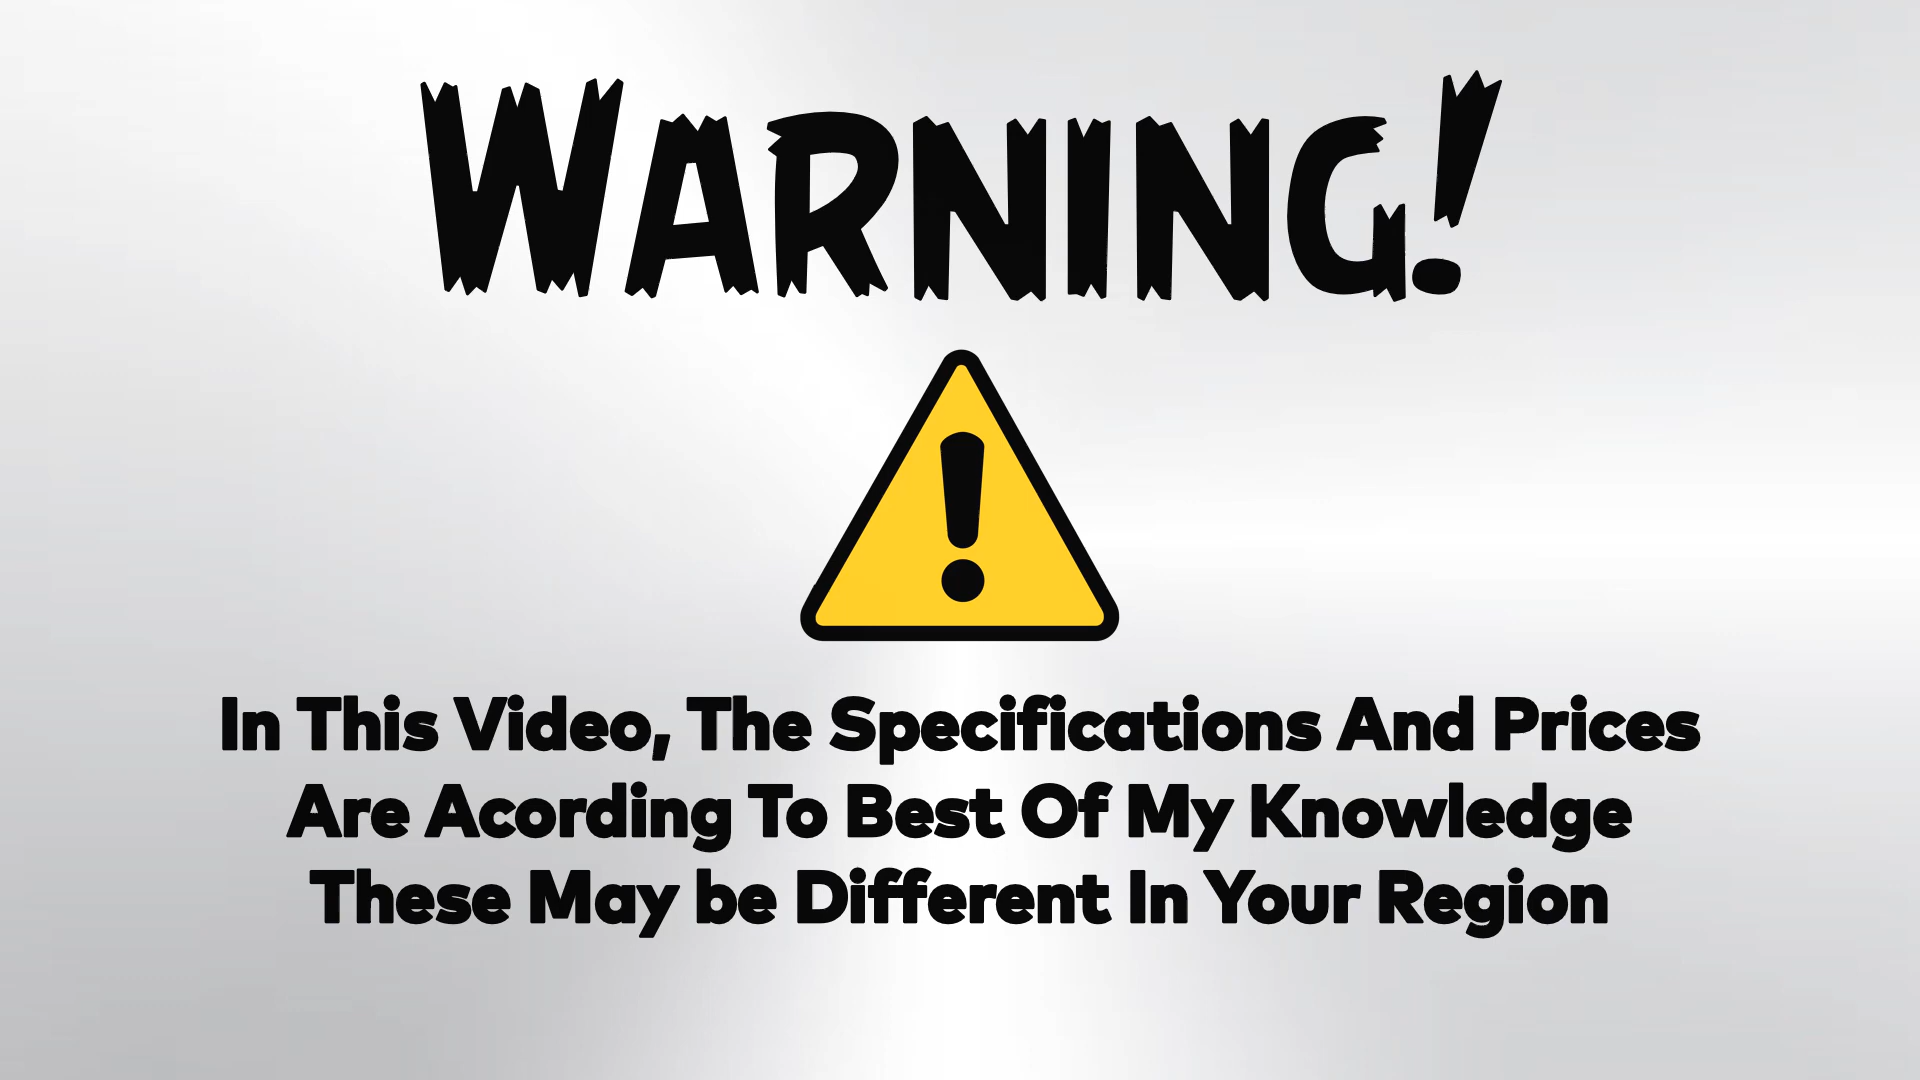 WARNING!
In This Video, The Specifications And Prices
Are Acording To Best Of My Knowledge
These May be Different In Your Region